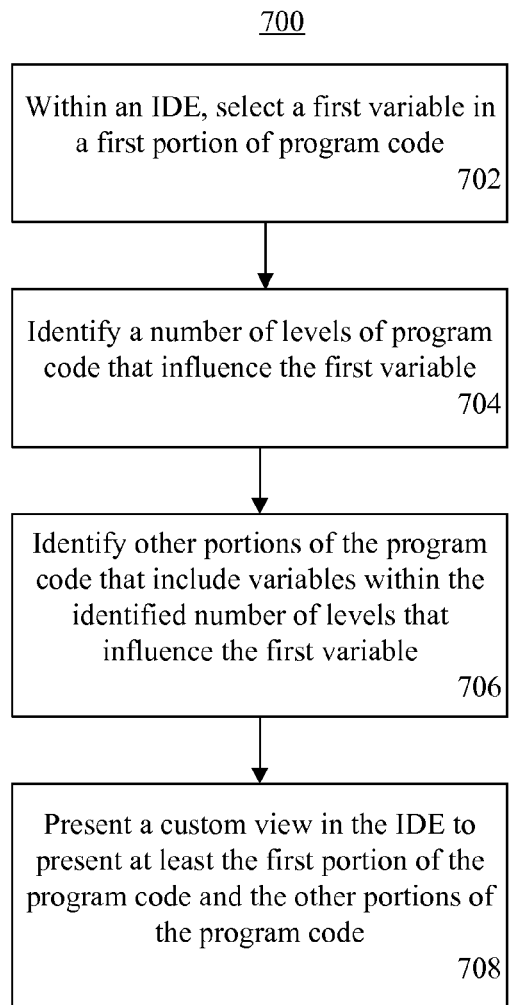 700
Within an IDE, select a first variable in
a first portion of program code
702
Identify a number of levels of program
code that influence the first variable
704
Identify other portions of the program
code that include variables within the
identified number of levels that
influence the first variable
706
Present a custom view in the IDE to
present at least the first portion of the
program code and the other portions of
the program code
708